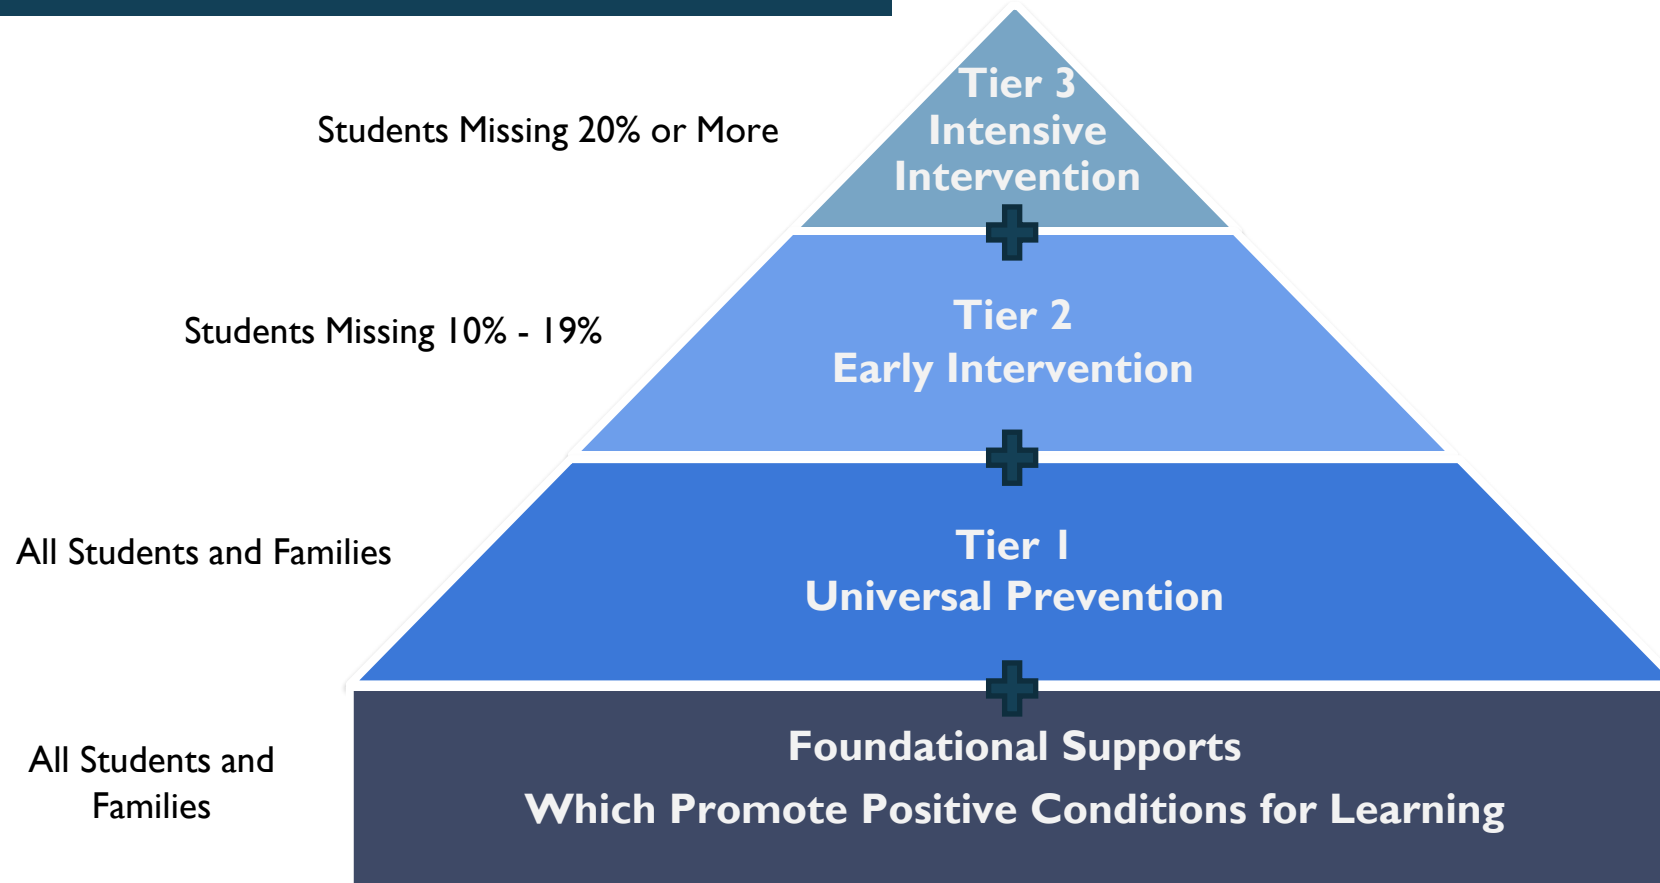 Tier 3
Intensive
Intervention
Students Missing 20% or More
Tier 2
Early Intervention
Students Missing 10% - 19%
Tier 1
Universal Prevention
All Students and Families
Foundational Supports
Which Promote Positive Conditions for Learning
All Students and
Families